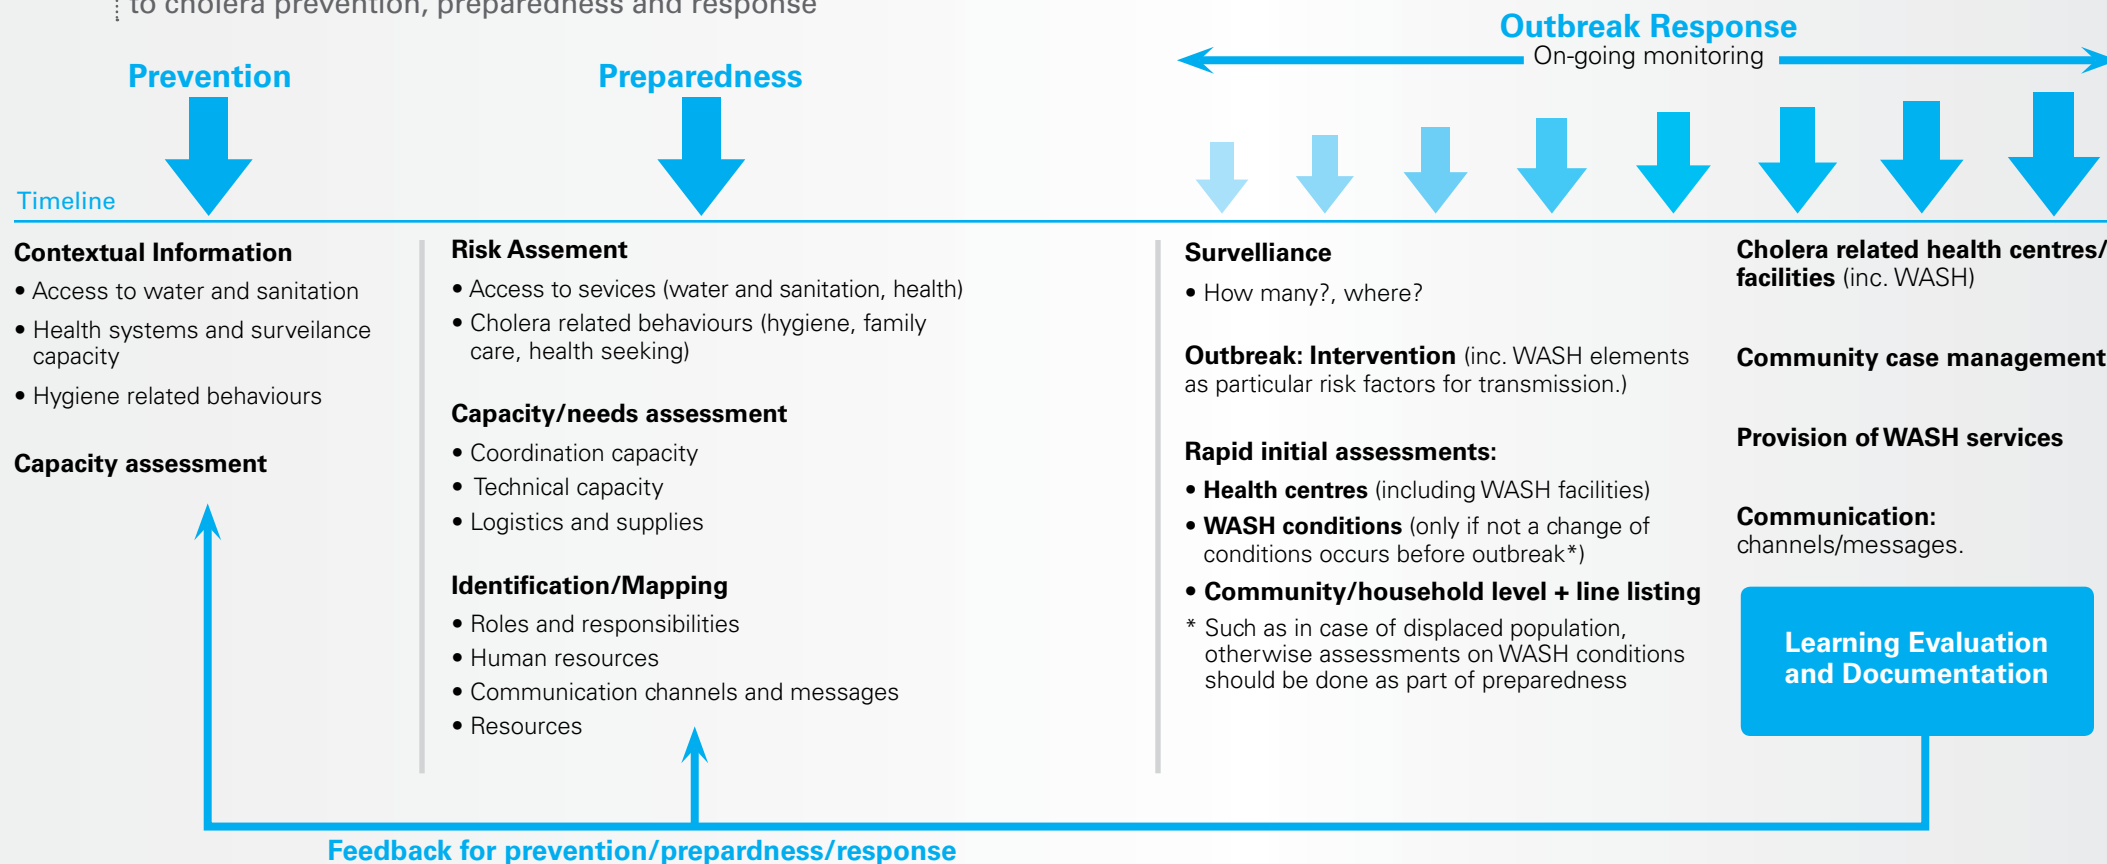 to cholera prevention, preparedness and response
Outbreak Response
On-going monitoring
Prevention
Preparedness
Timeline
Contextual Information
• Access to water and sanitation
• Health systems and surveilance
capacity
• Hygiene related behaviours
Capacity assessment
Risk Assement
• Access to sevices (water and sanitation, health)
• Cholera related behaviours (hygiene, family
care, health seeking)
Capacity/needs assessment
• Coordination capacity
• Technical capacity
• Logistics and supplies
Identification/Mapping
• Roles and responsibilities
• Human resources
• Communication channels and messages
• Resources
Survelliance
• How many?, where?
Outbreak: Intervention (inc. WASH elements
as particular risk factors for transmission.)
Rapid initial assessments:
• Health centres (including WASH facilities)
• WASH conditions (only if not a change of
conditions occurs before outbreak*)
• Community/household level + line listing
* Such as in case of displaced population,
otherwise assessments on WASH conditions
should be done as part of preparedness
Cholera related health centres/
facilities (inc. WASH)
Community case management
Provision of WASH services
Communication:
channels/messages.
Learning Evaluation
and Documentation
Feedback for prevention/prepardness/response